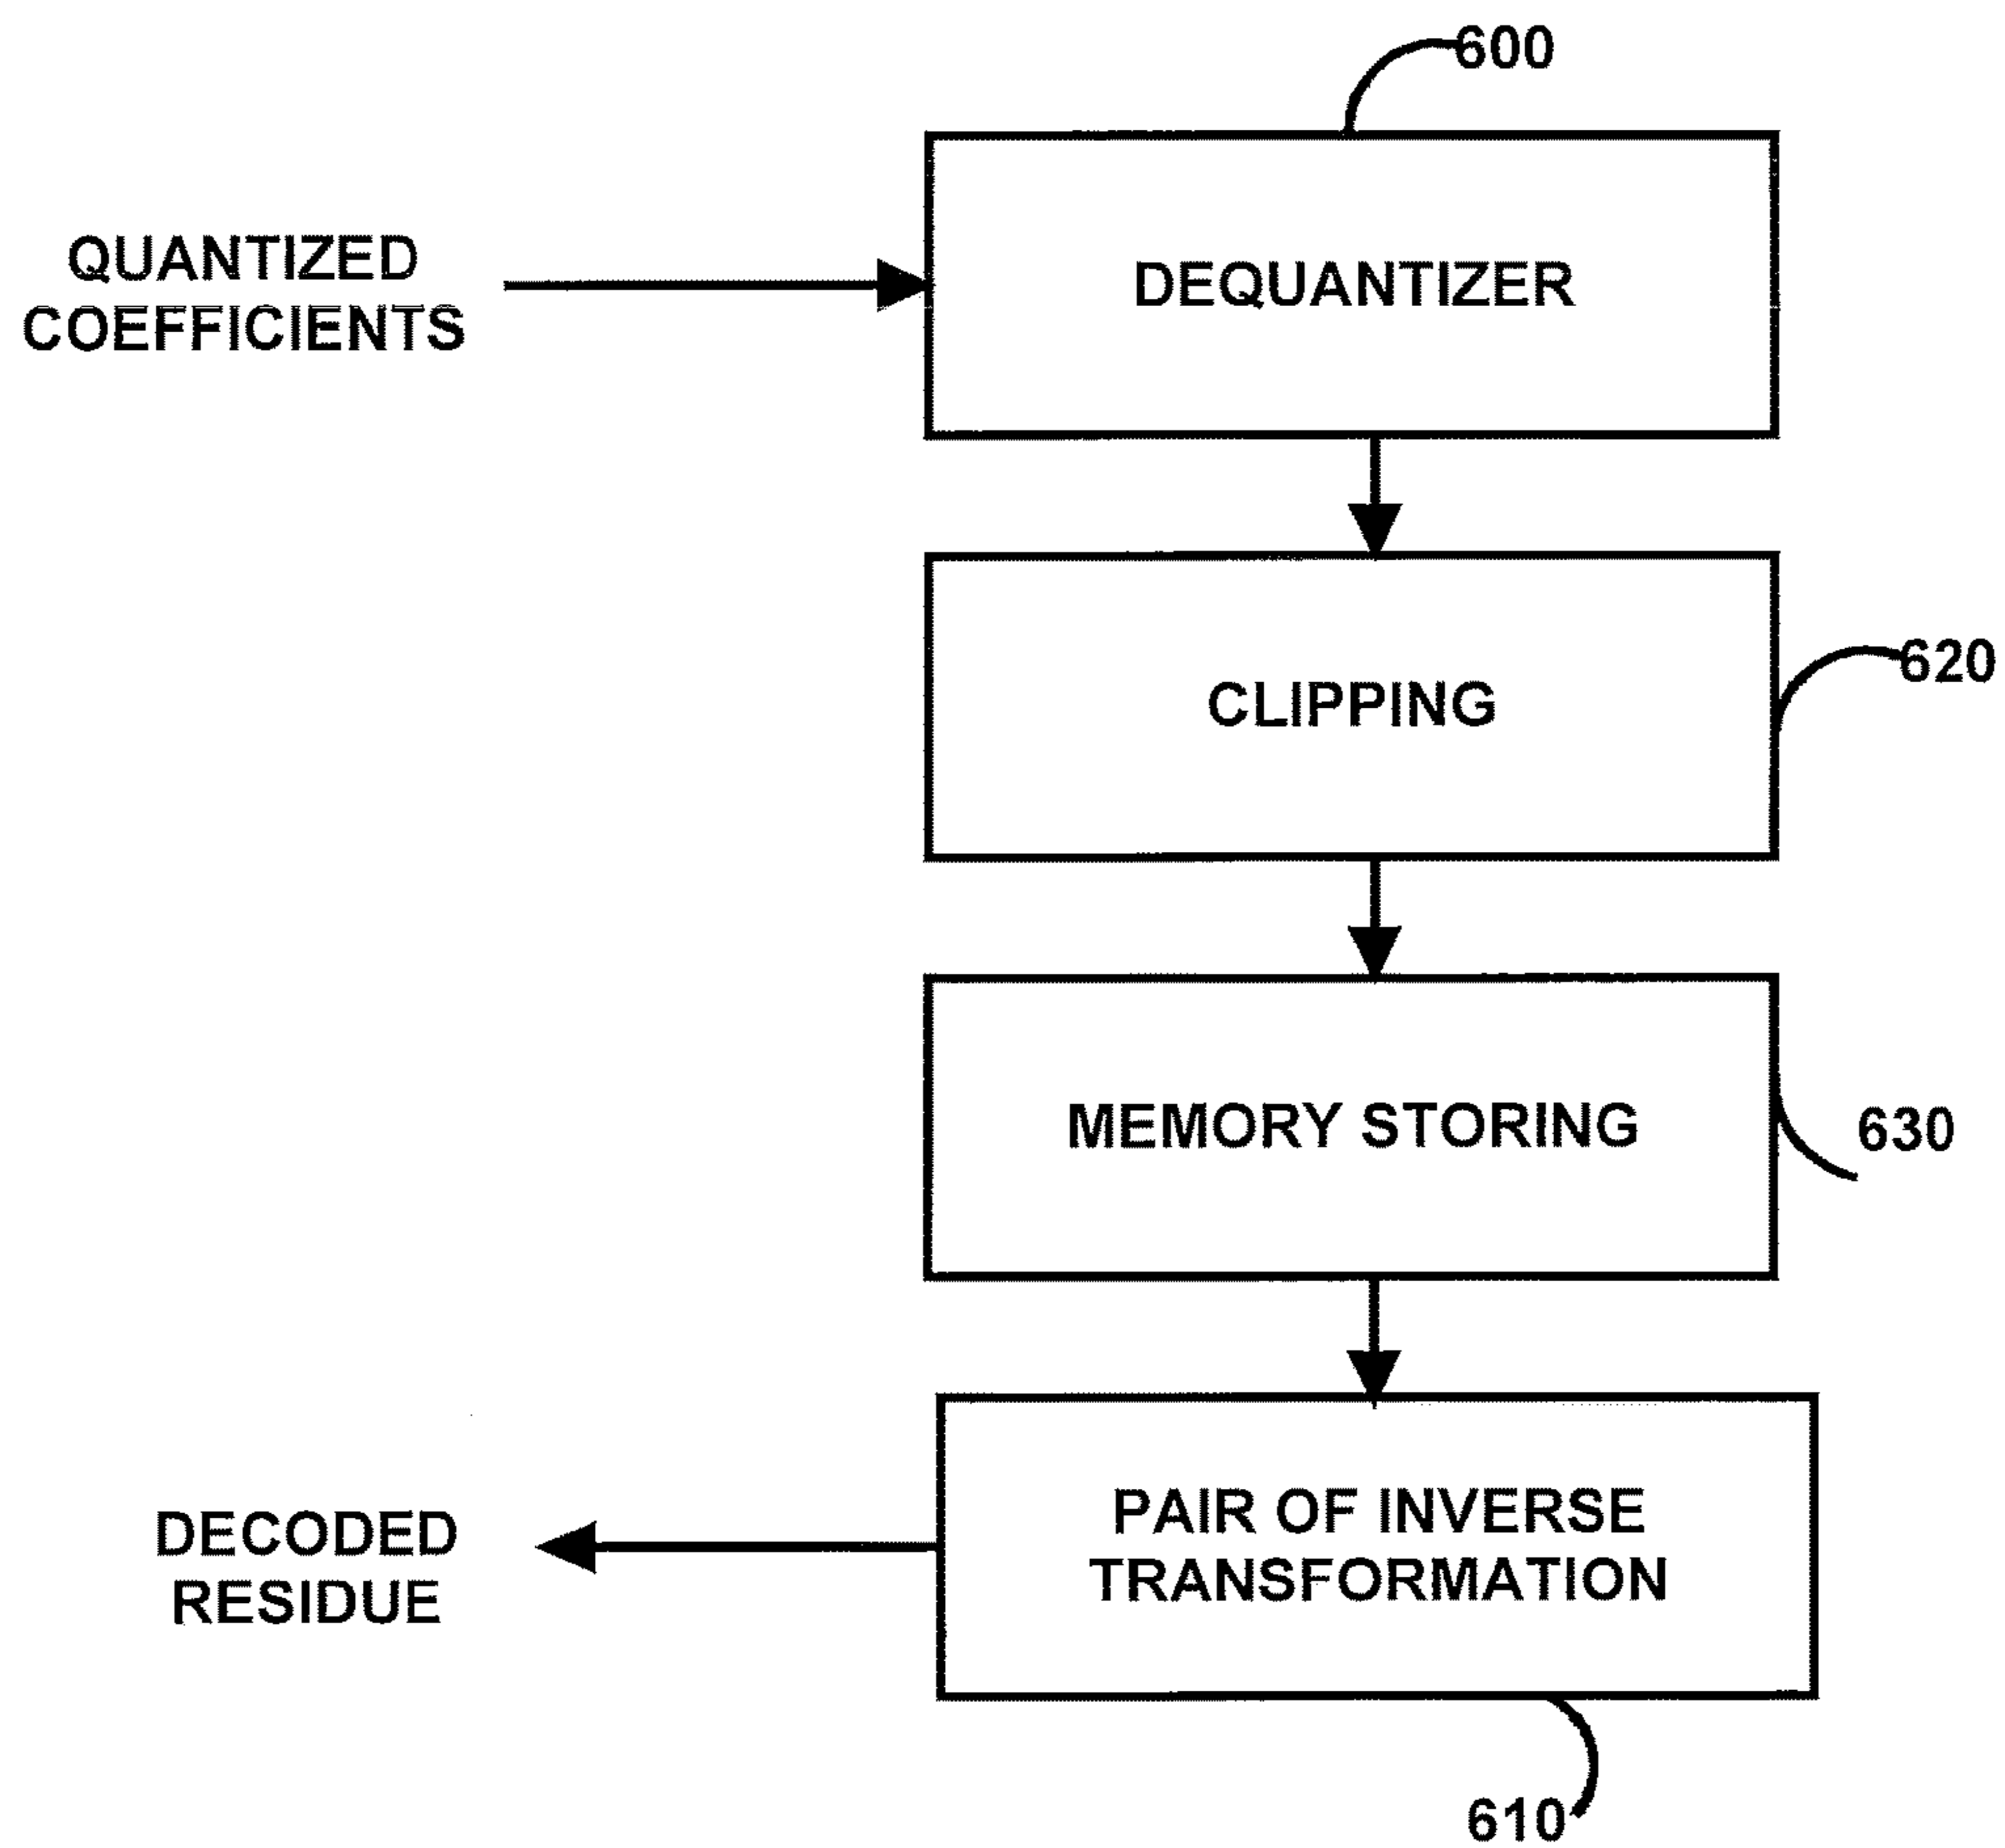 600
QUANTIZED
COEFFICIENTS
DEQUANTIZER
CLIPPING
620
MEMORY STORING
630
PAIR OF INVERSE
TRANSFORMATION
DECODED
RESIDUE
610